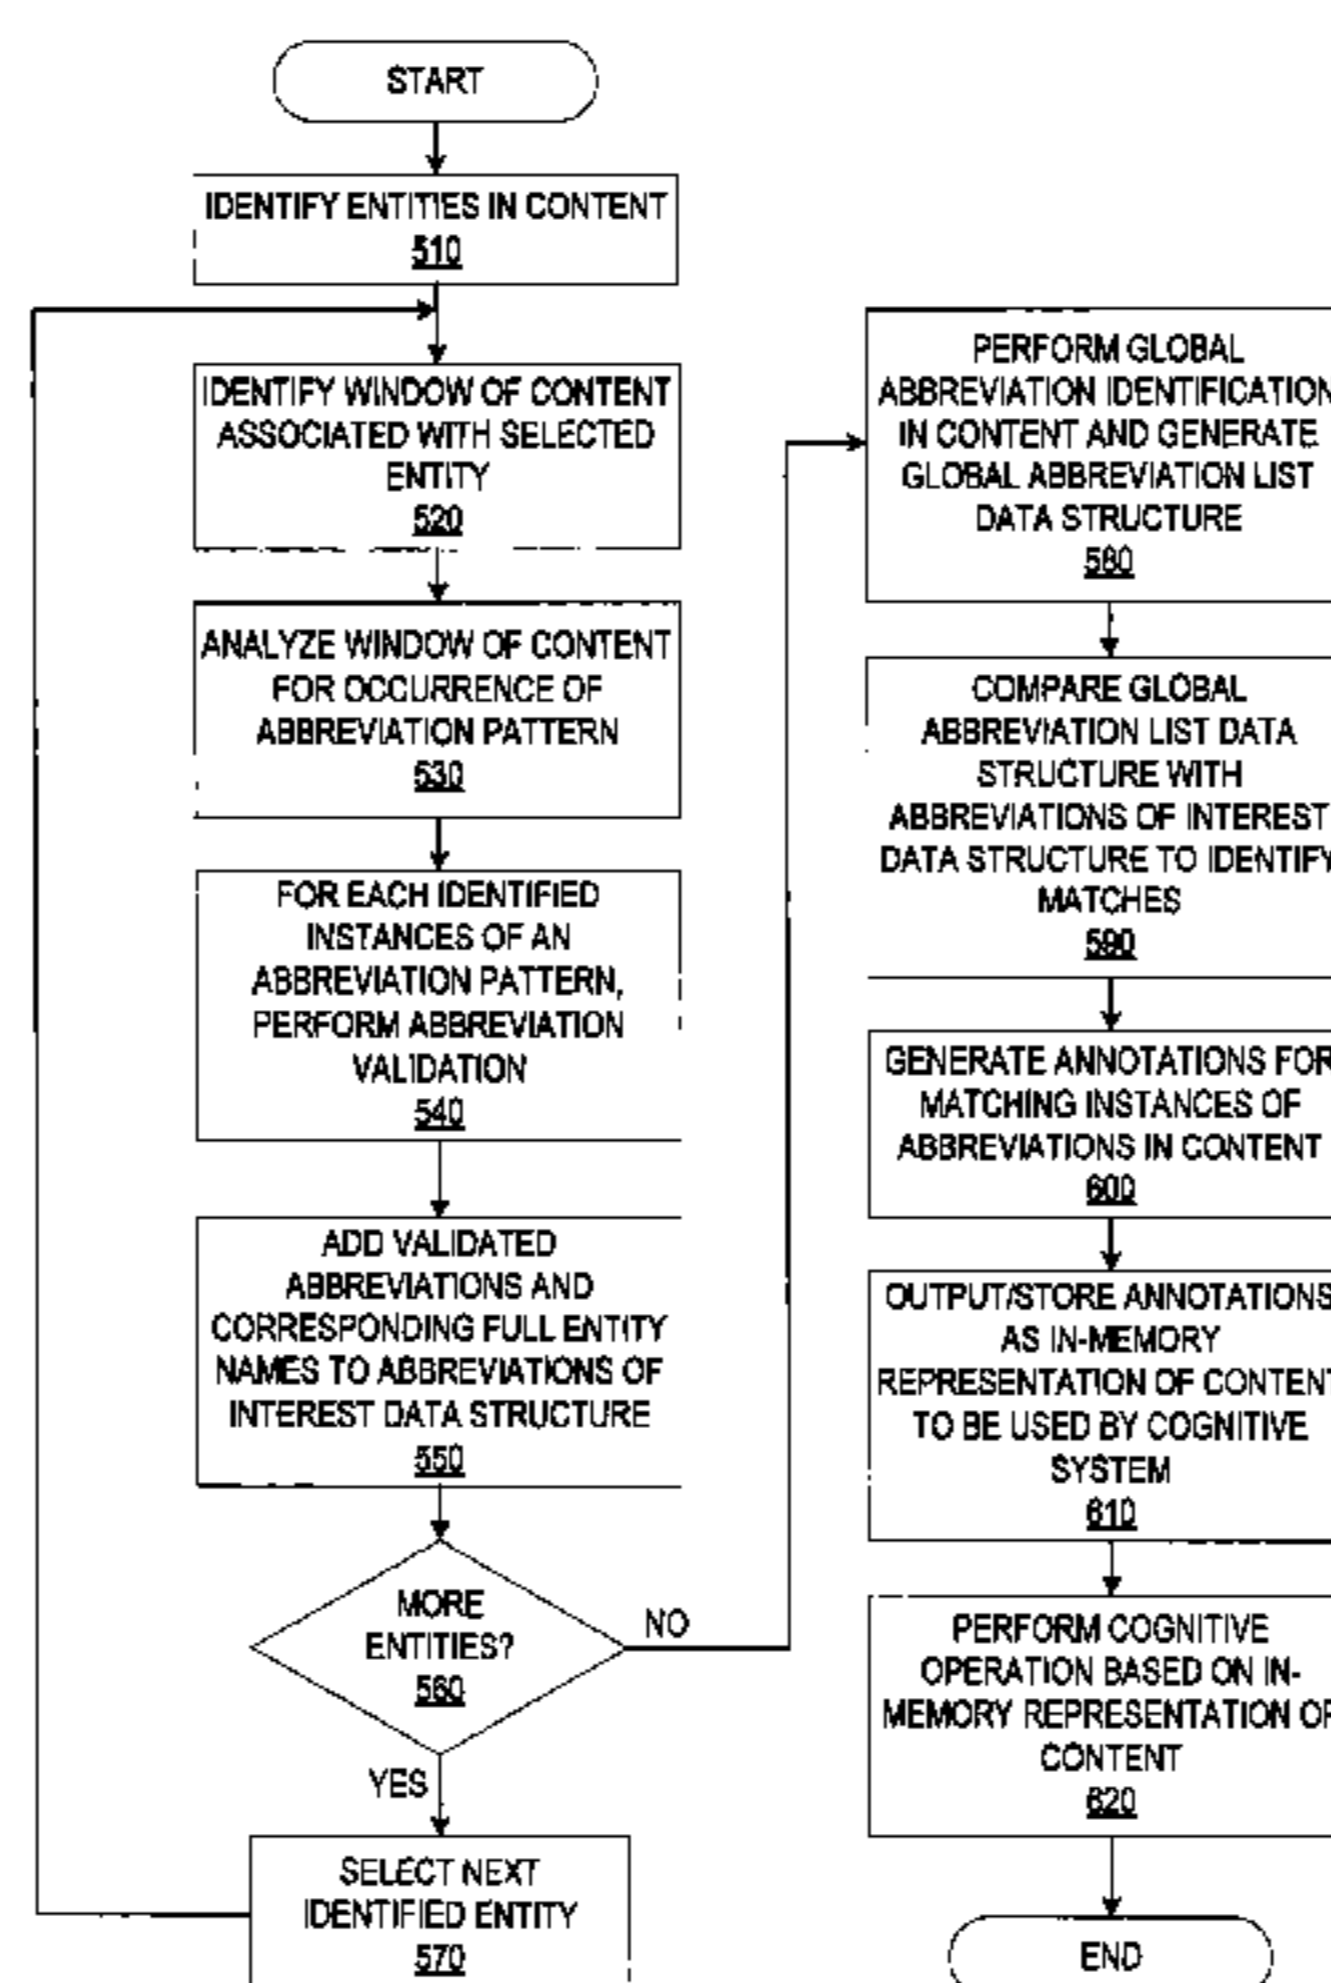 START
IDENTIFY ENTITIES IN CONTENT
510
IDENTIFY WINDOW OF CONTENT
ASSOCIATED WITH SELECTED
ENTITY
520
ANALYZE WINDOW OF CONTENT
FOR OCCURRENCE OF
ABBREVIATION PATTERN
530
FOR EACH IDENTIFIED
INSTANCES OF AN
ABBREVIATION PATTERN,
PERFORM ABBREVIATION
VALIDATION
540
ADD VALIDATED
ABBREVIATIONS AND
CORRESPONDING FULL ENTITY
NAMES TO ABBREVIATIONS OF
INTEREST DATA STRUCTURE
550
MORE
ENTITIES?
560
NO
YES
SELECT NEXT
IDENTIFIED ENTITY
570
PERFORM GLOBAL
ABBREVIATION IDENTIFICATION
IN CONTENT AND GENERATE
GLOBAL ABBREVIATION LIST
DATA STRUCTURE
580
COMPARE GLOBAL
ABBREVIATION LIST DATA
STRUCTURE WITH
ABBREVIATIONS OF INTEREST
DATA STRUCTURE TO IDENTIFY
MATCHES
590
GENERATE ANNOTATIONS FOR
MATCHING INSTANCES OF
ABBREVIATIONS IN CONTENT
600
OUTPUT/STORE ANNOTATIONS
AS IN-MEMORY
REPRESENTATION OF CONTENT
TO BE USED BY COGNITIVE
SYSTEM
610
PERFORM COGNITIVE
OPERATION BASED ON IN-
MEMORY REPRESENTATION OF
CONTENT
620
END